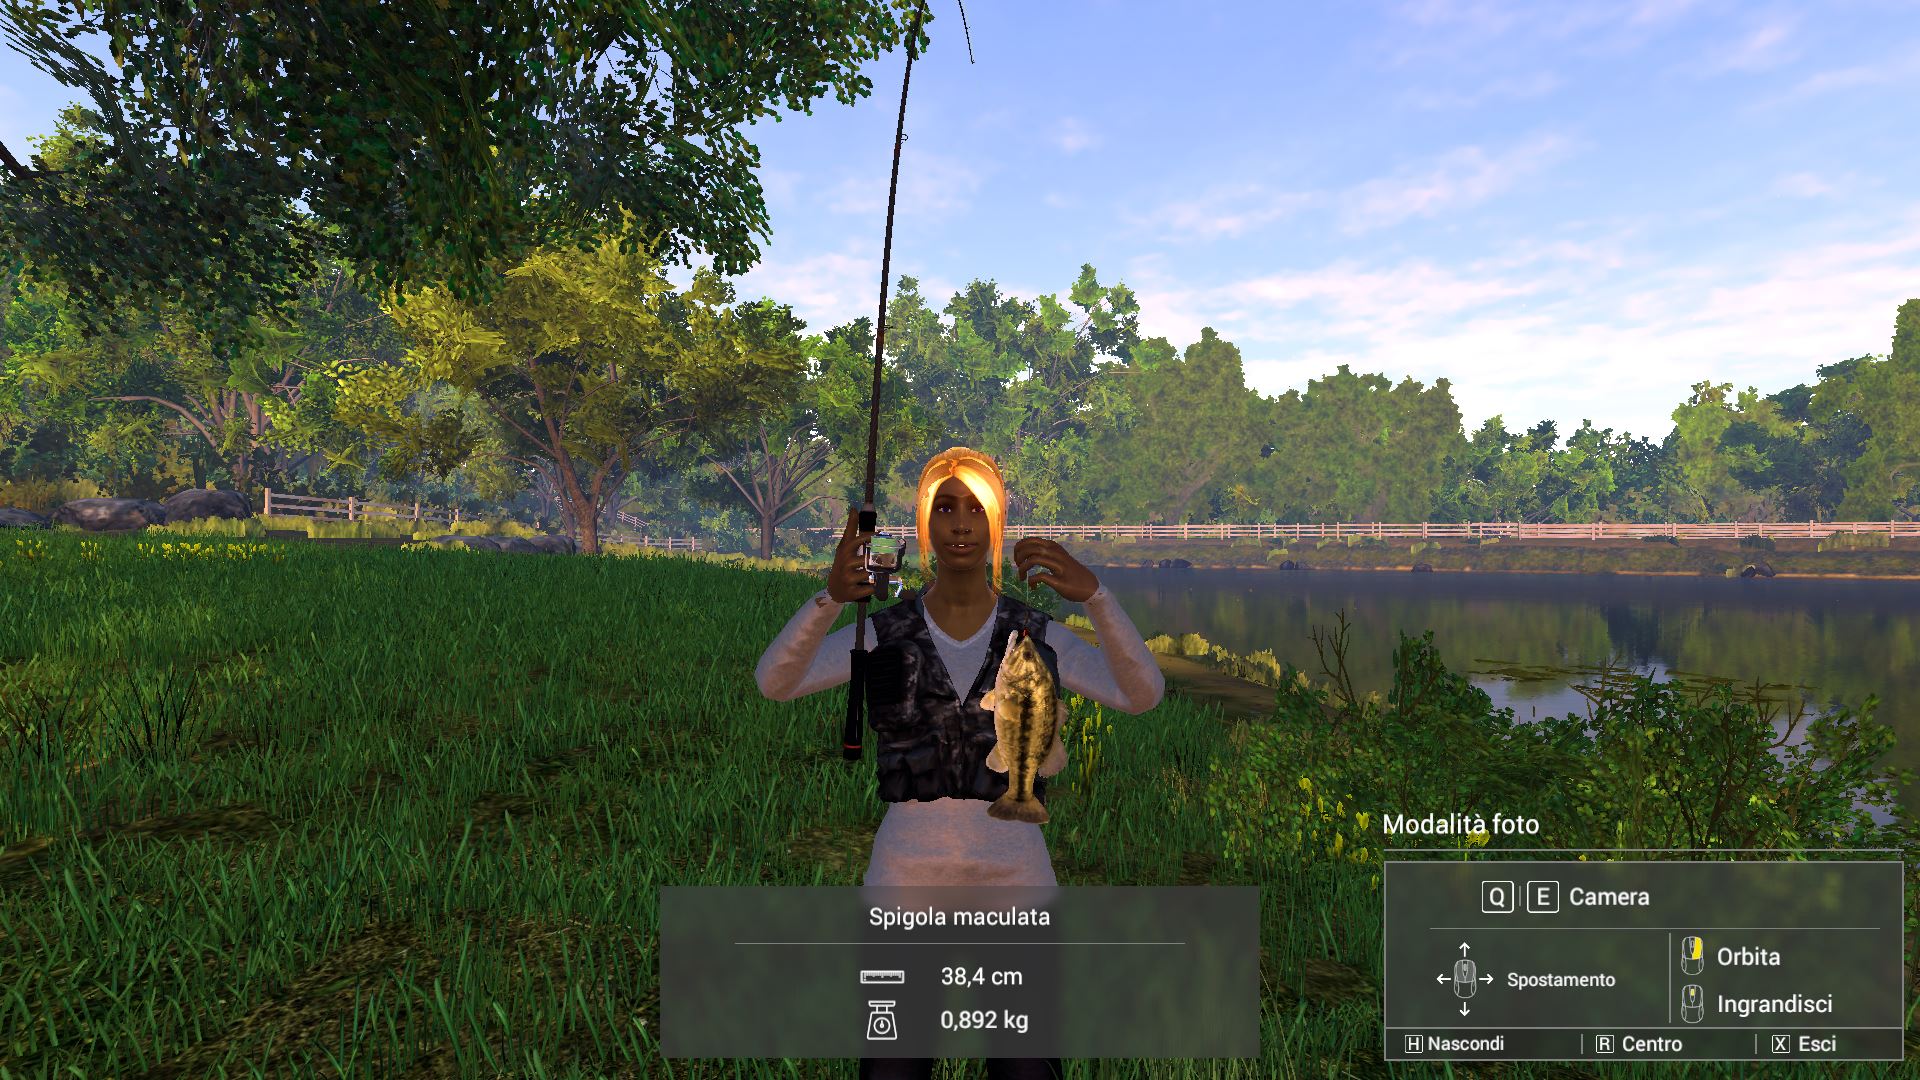 Spigola maculata
38,4 cm
0,892 kg
Modalità foto
Q E Camera
Spostamento
Orbita
Ingrandisci
H Nascondi
R Centro
X Esci